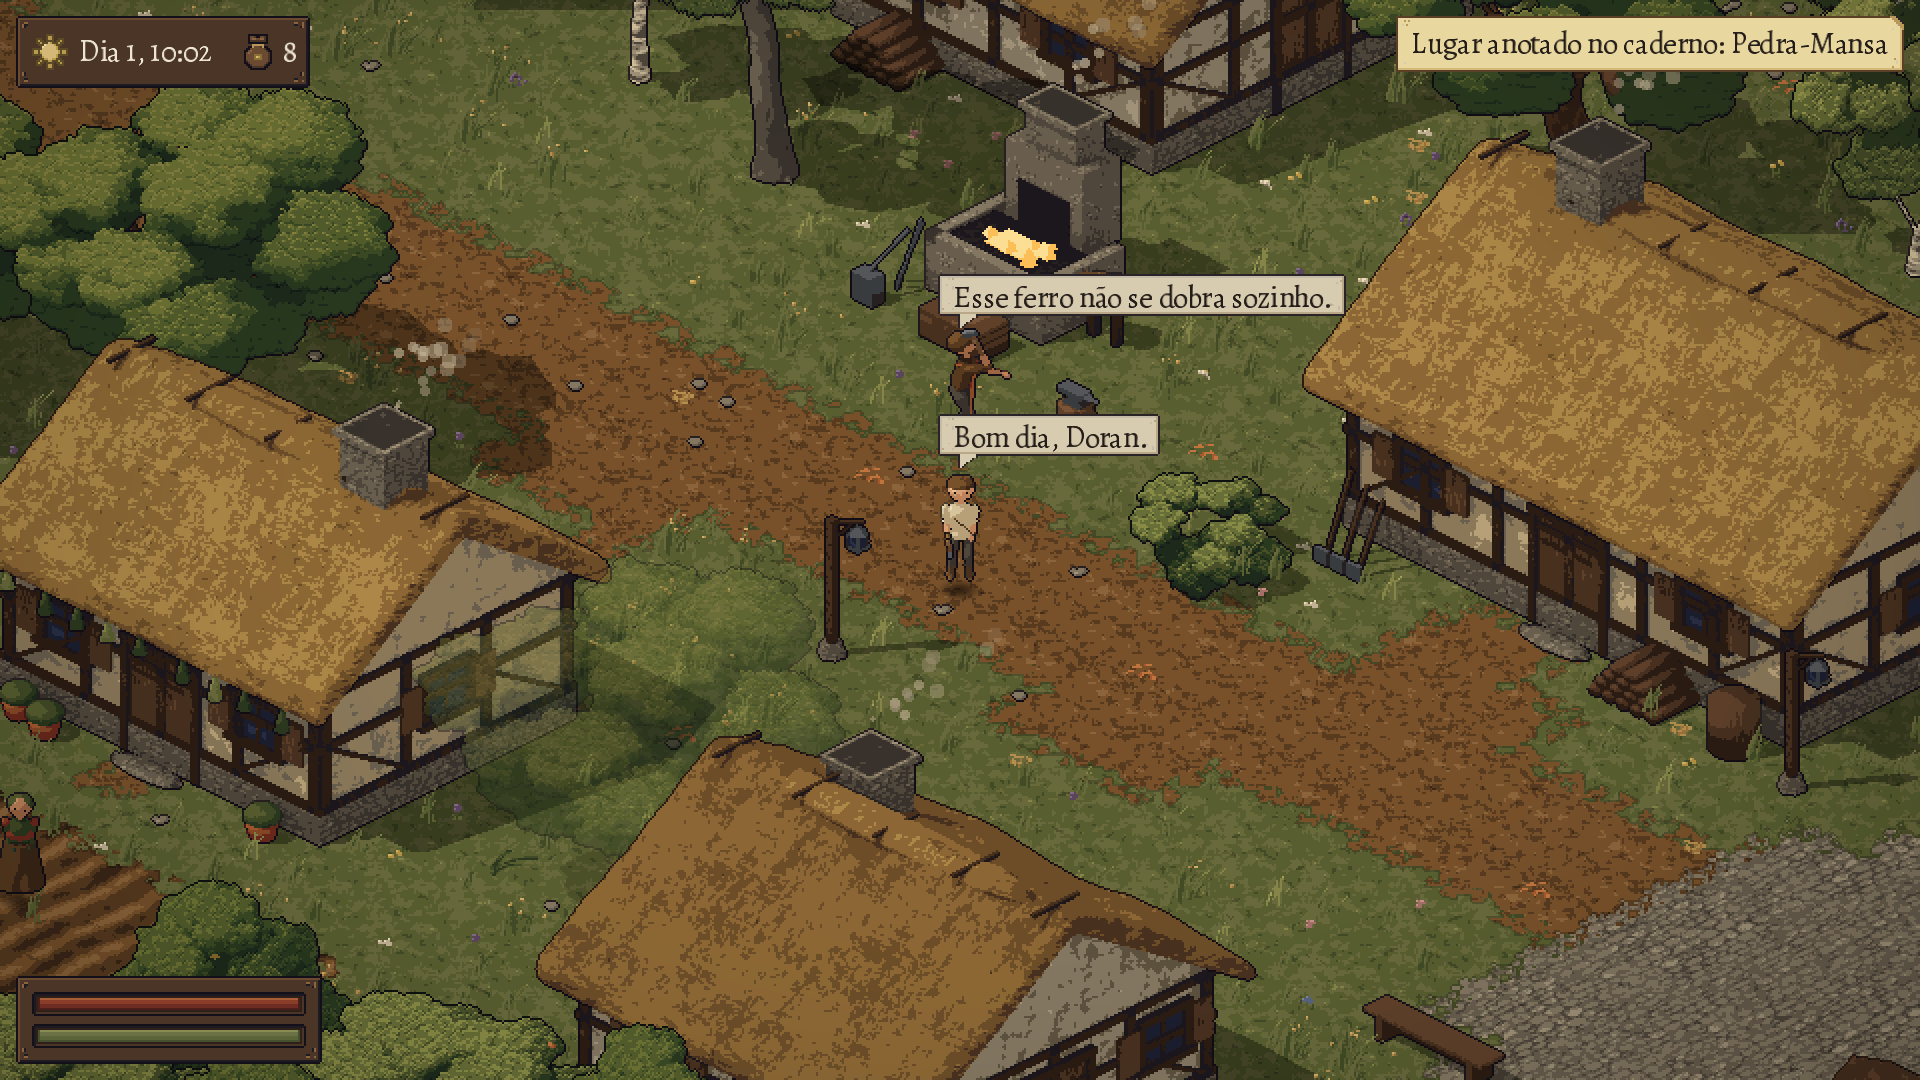 Dia 1, 10:02
8
Lugar anotado no caderno: Pedra-Mansa
Esse ferro não se dobra sozinho.
Bom dia, Doran.